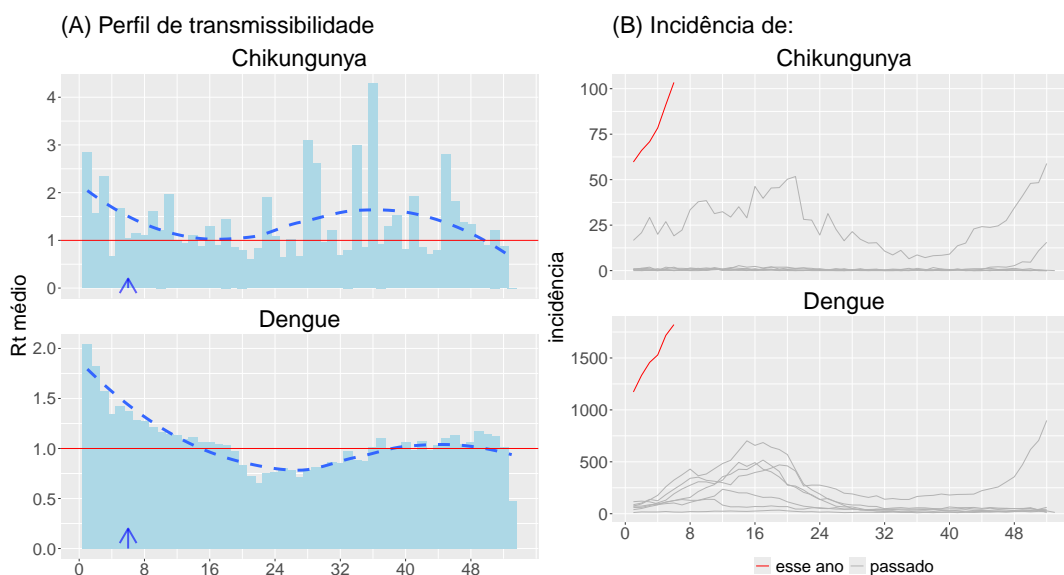 (A) Perfil de transmissibilidade
Chikungunya
4
3
2
1
0
Dengue
2.0
1.5
1.0
0.5
0.0
0 8 16 24 32 40 48
Rt médio
(B) Incidência de:
Chikungunya
100
75
50
25
0
Dengue
1500
1000
500
0
0 8 16 24 32 40 48
incidência
esse ano passado